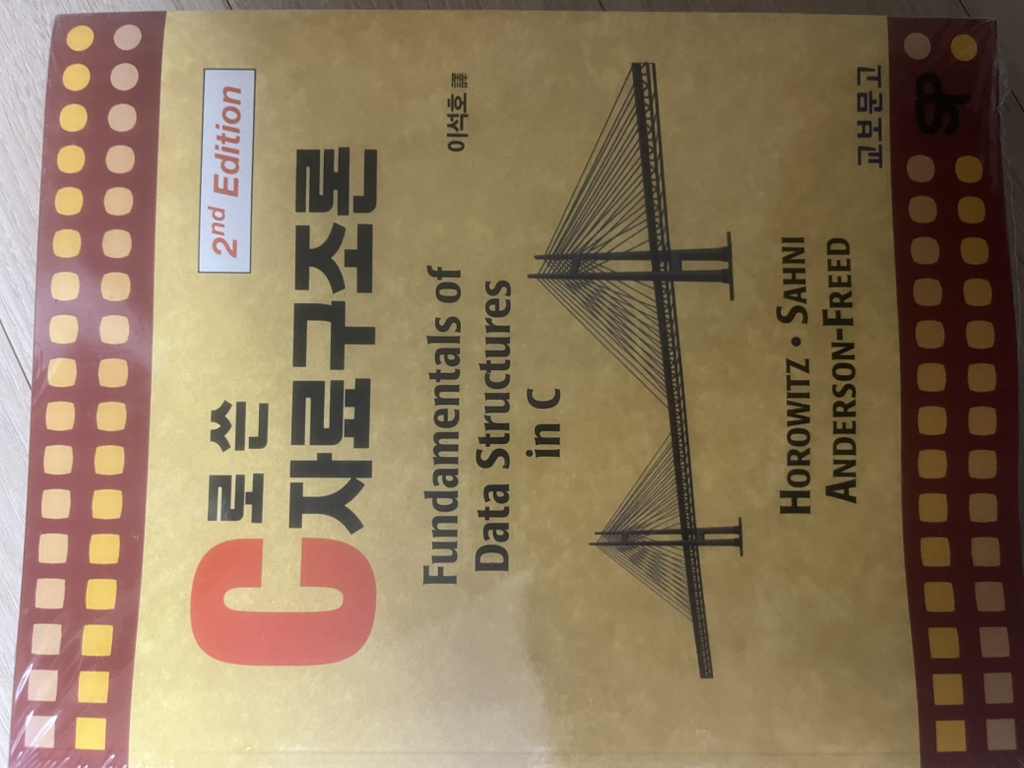 2nd Edition
C로 쓴
자료구조론
이석호 譯
Fundamentals of
Data Structures
in C
HOROWITZ • SAHNI
ANDERSON-FREED
교보문고
SP